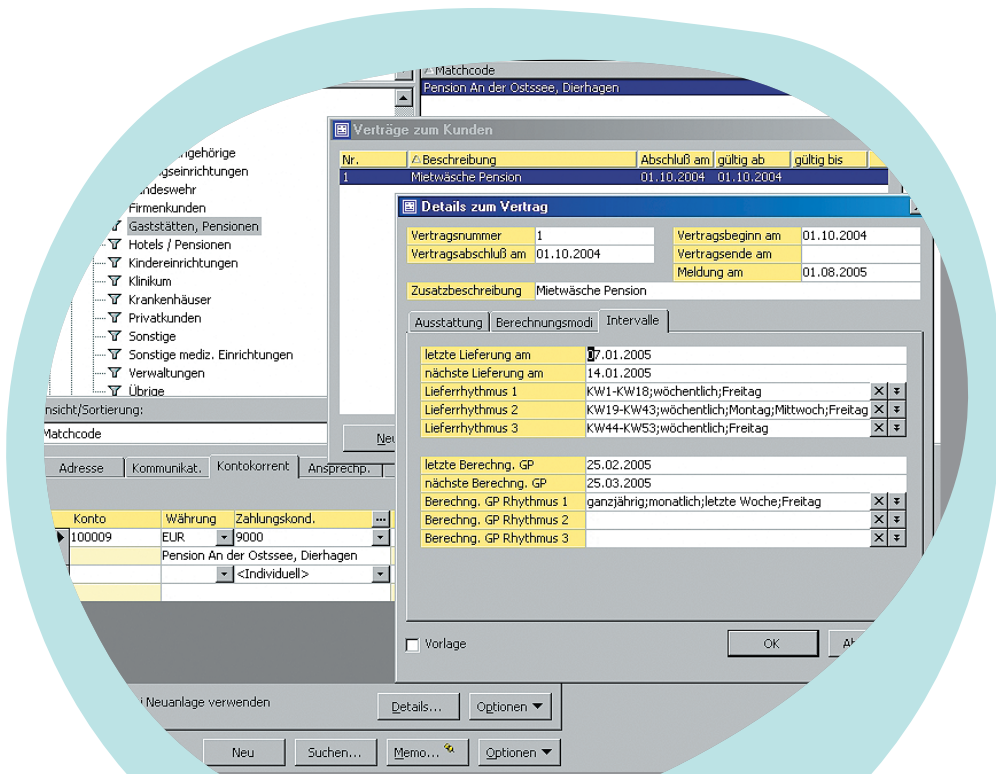 Matchcode
Pension An der Ostssee, Dierhagen
Verträge zum Kunden
Nr. Beschreibung Abschluß am gültig ab gültig bis
1 Mietwäsche Pension 01.10.2004 01.10.2004
Firmenkunden
Gaststätten, Pensionen
Hotels / Pensionen
Kindereinrichtungen
Klinikum
Krankenhäuser
Privatkunden
Sonstige
Sonstige mediz. Einrichtungen
Verwaltungen
Übrige
Details zum Vertrag
Vertragsnummer 1 Vertragsbeginn am 01.10.2004
Vertragsabschluß am 01.10.2004 Vertragsende am
Meldung am 01.08.2005
Zusatzbeschreibung Mietwäsche Pension
Ausstattung Berechnungsmodi Intervalle
letzte Lieferung am 07.01.2005
nächste Lieferung am 14.01.2005
Lieferrhythmus 1 KW1-KW18;wöchentlich;Freitag
Lieferrhythmus 2 KW19-KW43;wöchentlich;Montag;Mittwoch;Freitag
Lieferrhythmus 3 KW44-KW53;wöchentlich;Freitag
letzte Berechng. GP 25.02.2005
nächste Berechng. GP 25.03.2005
Berechng. GP Rhythmus 1 ganzjährig;monatlich;letzte Woche;Freitag
Berechng. GP Rhythmus 2
Berechng. GP Rhythmus 3
Vorlage OK
nsicht/Sortierung:
Matchcode
Adresse Kommunikat. Kontokorrent Ansprechp.
Konto Währung Zahlungskond. ...
100009 EUR 9000
Pension An der Ostssee, Dierhagen
<Individuell>
Neuanlage verwenden Details... Optionen
Neu Suchen... Memo... Optionen